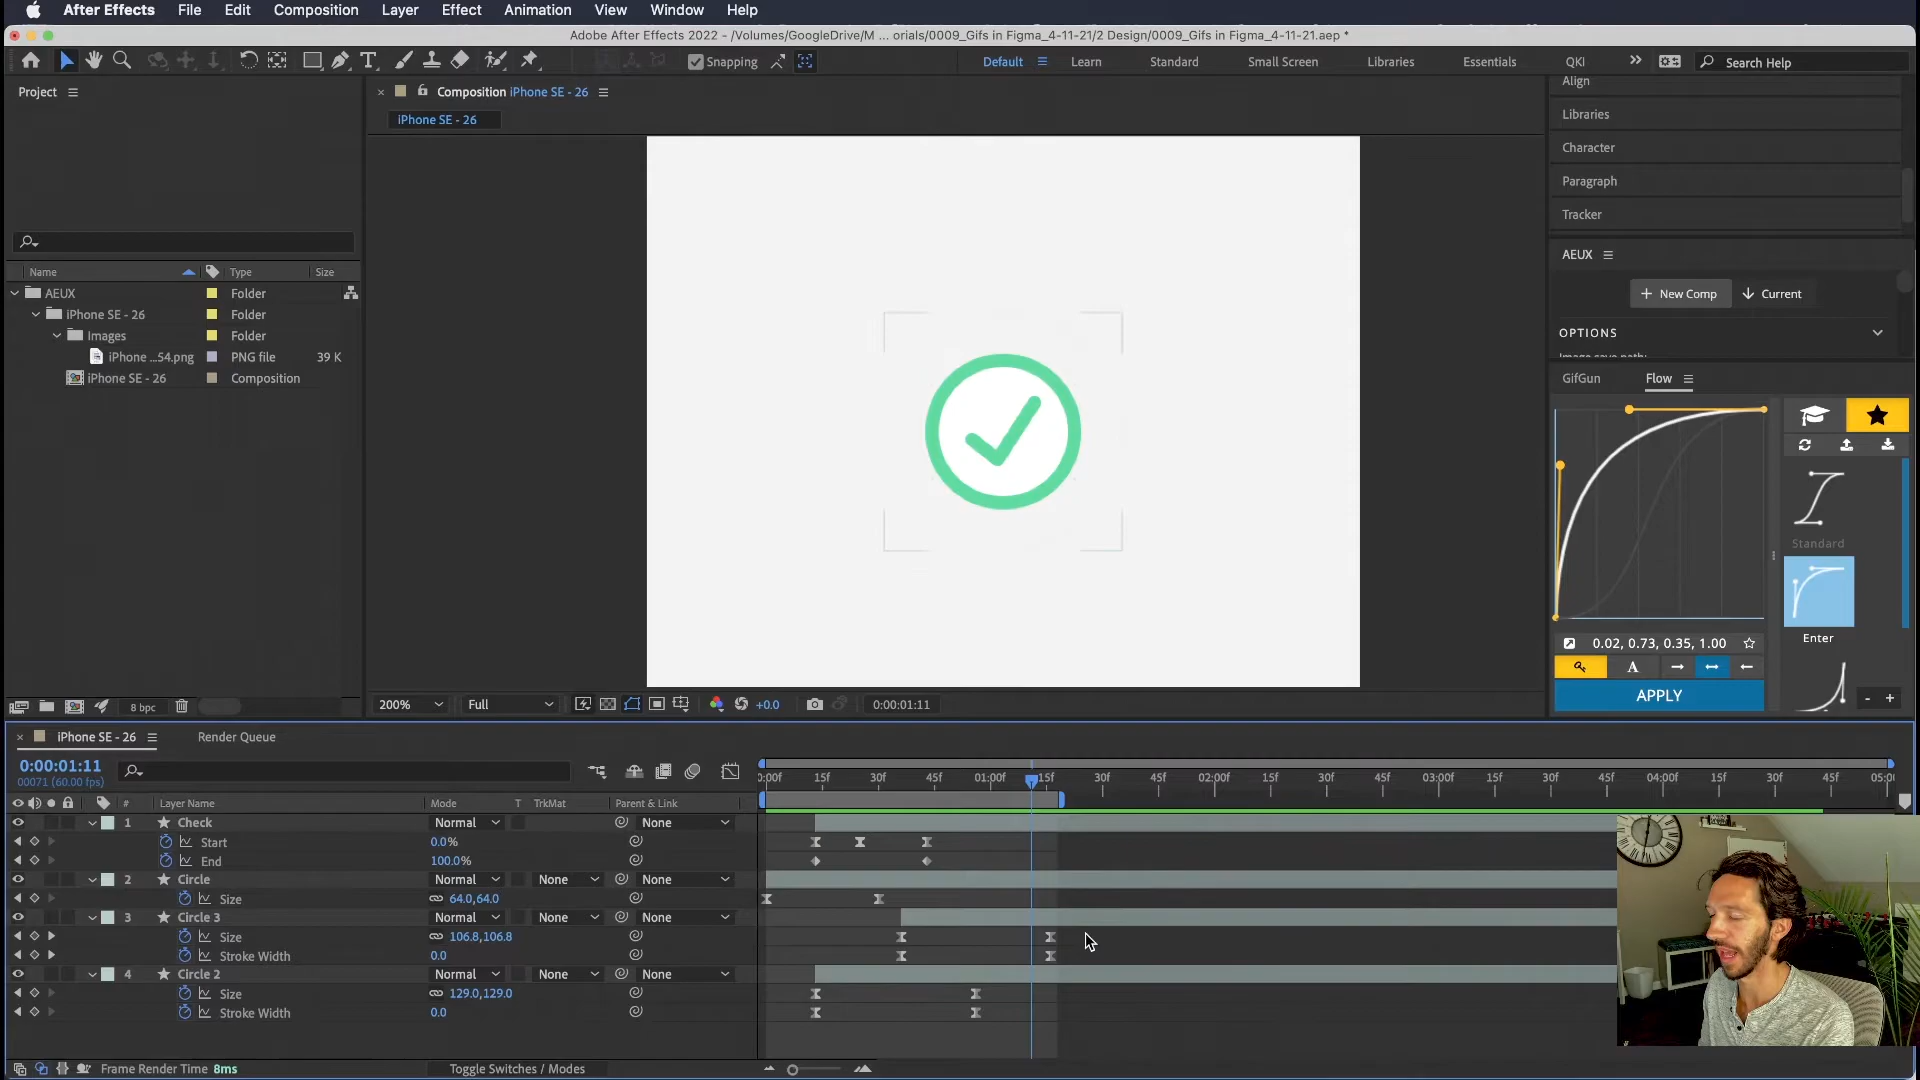 After Effects File Edit Composition Layer Effect Animation View Window Help
Adobe After Effects 2022 - /Volumes/GoogleDrive/M ... orials/0009_Gifs in Figma_4-11-21/2 Design/0009_Gifs in Figma_4-11-21.aep *
Snapping Default Learn Standard Small Screen Libraries Essentials QKI Search Help
Project
Composition iPhone SE - 26
iPhone SE - 26
Name Type Size
AEUX Folder
iPhone SE - 26 Folder
Images Folder
iPhone ...54.png PNG file 39 K
iPhone SE - 26 Composition
8 bpc
200% Full +0.0 0:00:01:11
Align
Libraries
Character
Paragraph
Tracker
AEUX
+ New Comp Current
OPTIONS
GifGun Flow
Standard
Enter
0.02, 0.73, 0.35, 1.00
A
APPLY
- +
iPhone SE - 26 Render Queue
0:00:01:11
00071 (60.00 fps)
0:00f 15f 30f 45f 01:00f 15f 30f 45f 02:00f 15f 30f 45f 03:00f 15f 30f 45f 04:00f 15f 30f 45f 05:00
# Layer Name Mode T TrkMat Parent & Link
1 Check Normal None
Start 0.0%
End 100.0%
2 Circle Normal None None
Size 64.0,64.0
3 Circle 3 Normal None None
Size 106.8,106.8
Stroke Width 0.0
4 Circle 2 Normal None None
Size 129.0,129.0
Stroke Width 0.0
Frame Render Time 8ms Toggle Switches / Modes